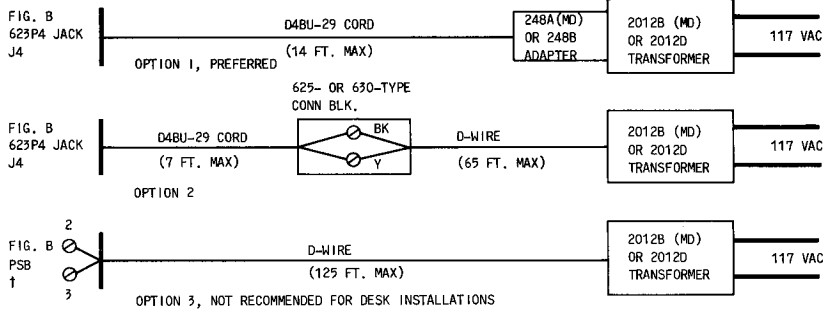 FIG. B
623P4 JACK
J4
D4BU-29 CORD
(14 FT. MAX)
OPTION 1, PREFERRED
248A(MD)
OR 248B
ADAPTER
2012B (MD)
OR 2012D
TRANSFORMER
117 VAC
625- OR 630-TYPE
CONN BLK.
FIG. B
623P4 JACK
J4
D4BU-29 CORD
(7 FT. MAX)
BK
Y
D-WIRE
(65 FT. MAX)
2012B (MD)
OR 2012D
TRANSFORMER
117 VAC
OPTION 2
FIG. B
PSB
†
2
3
D-WIRE
(125 FT. MAX)
2012B (MD)
OR 2012D
TRANSFORMER
117 VAC
OPTION 3, NOT RECOMMENDED FOR DESK INSTALLATIONS